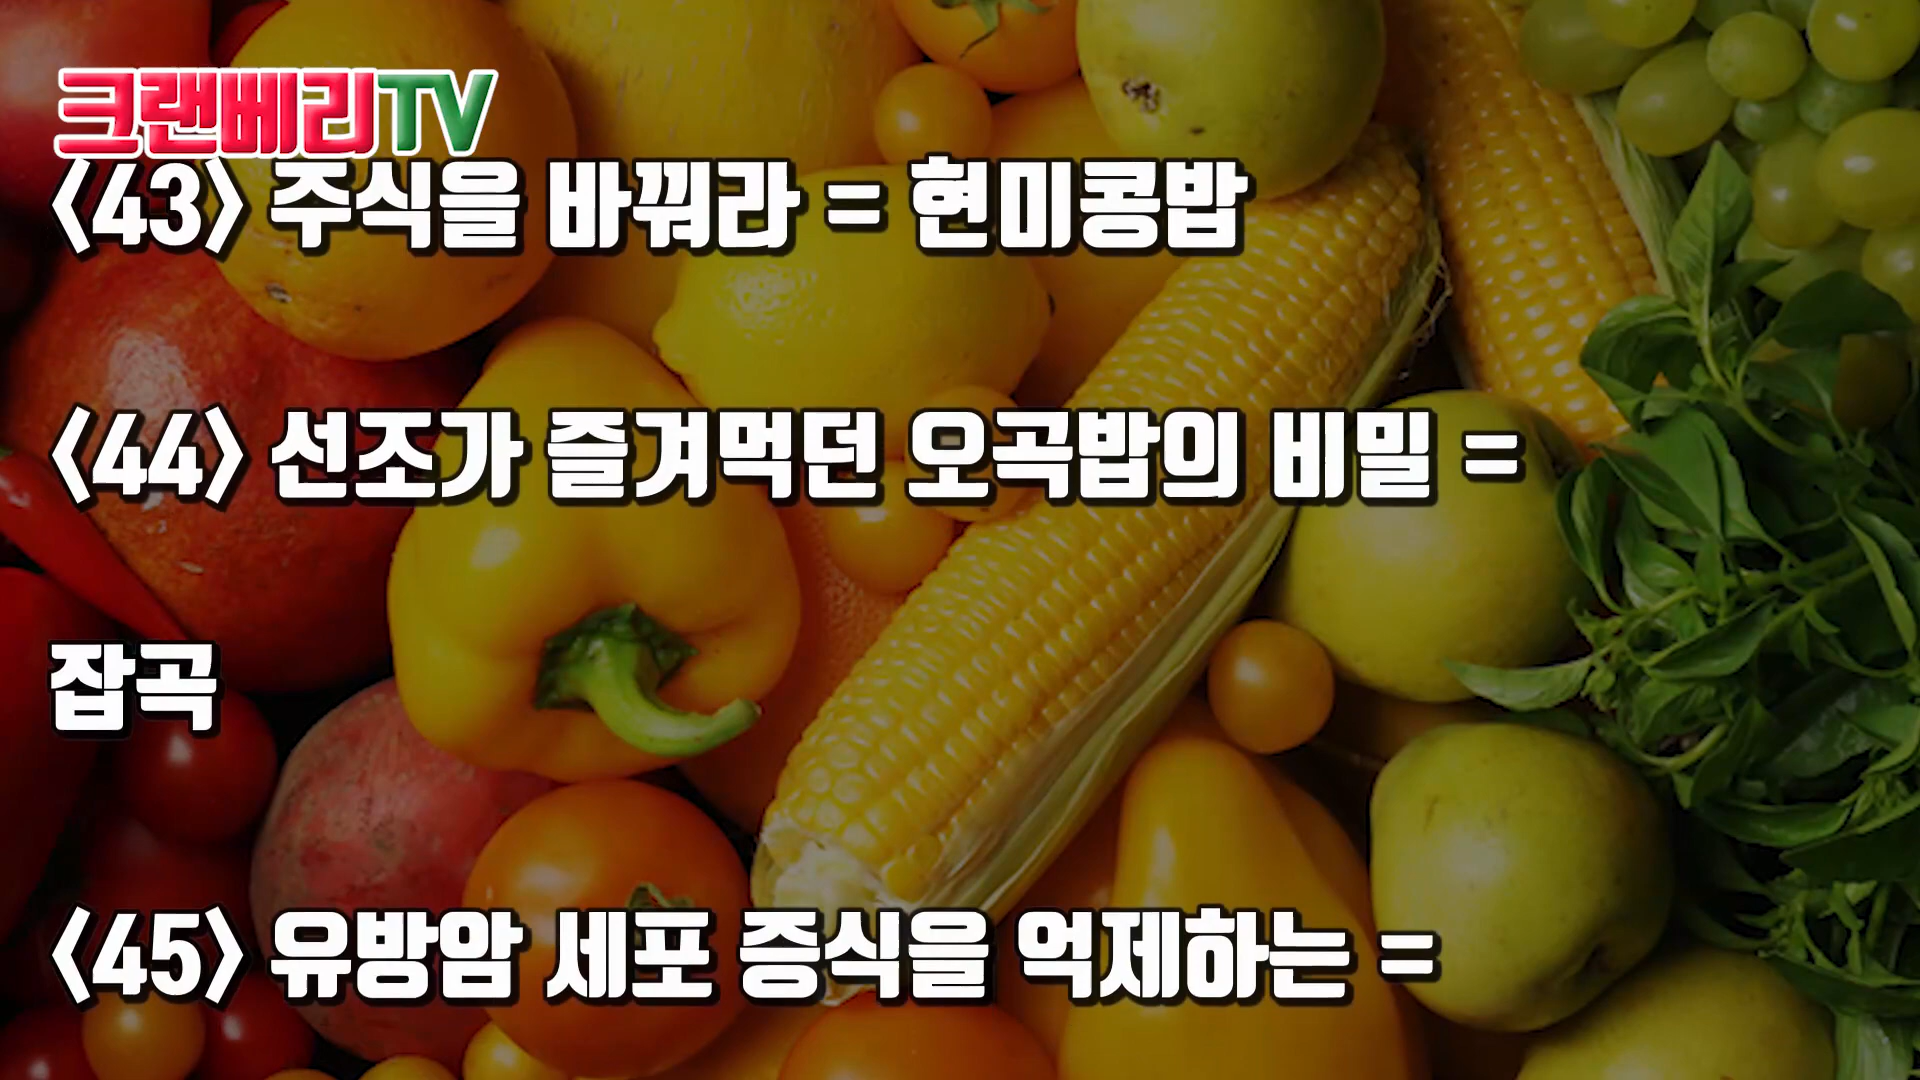 크랜베리TV
<43> 주식을 바꿔라 = 현미콩밥
<44> 선조가 즐겨먹던 오곡밥의 비밀 =
잡곡
<45> 유방암 세포 증식을 억제하는 =